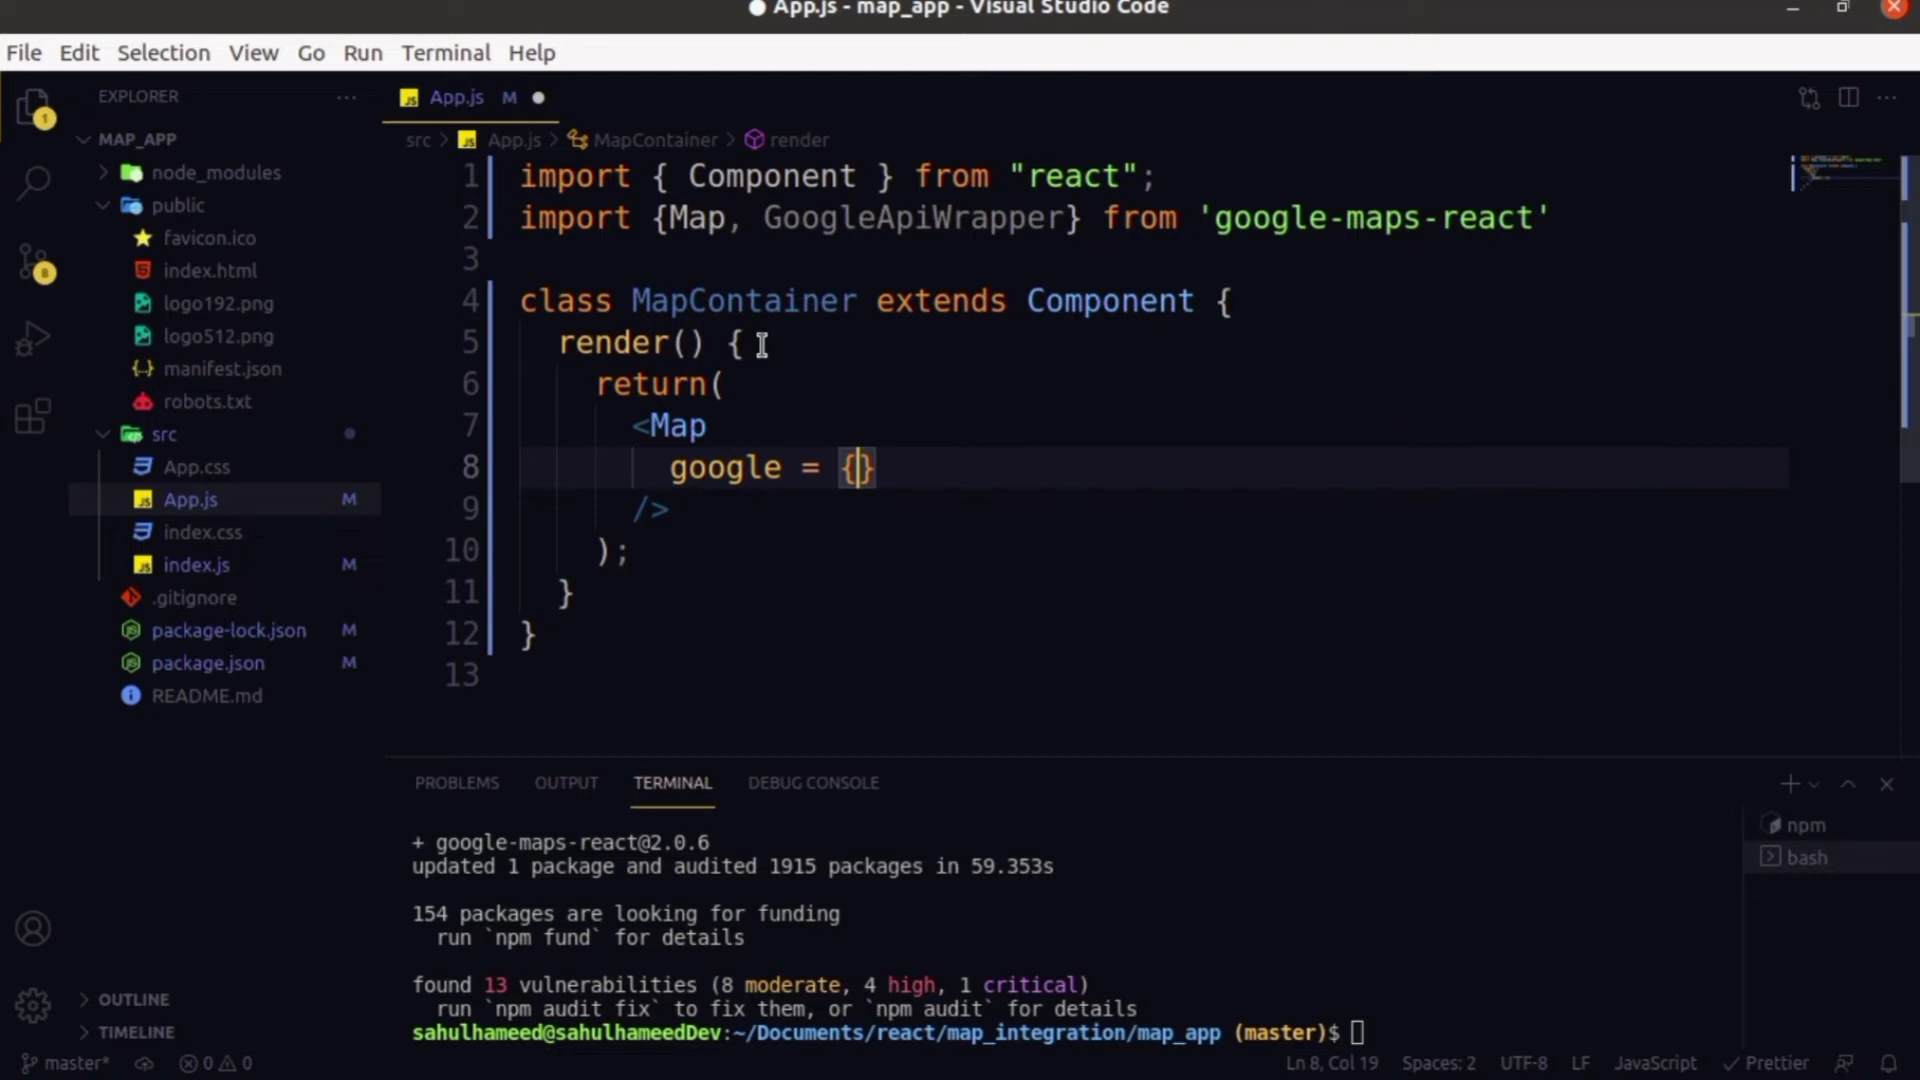 App.js - map_app - Visual Studio Code
File Edit Selection View Go Run Terminal Help
EXPLORER ...
App.js M
1
MAP_APP
src > App.js > MapContainer > render
node_modules
public
favicon.ico
index.html
logo192.png
logo512.png
manifest.json
robots.txt
src
App.css
App.js M
index.css
index.js M
.gitignore
package-lock.json M
package.json M
README.md
OUTLINE
TIMELINE
8
1 import { Component } from "react";
2 import {Map, GoogleApiWrapper} from 'google-maps-react'
3
4 class MapContainer extends Component {
5 render() {
6 return(
7 <Map
8 google = {}
9 />
10 );
11 }
12 }
13
PROBLEMS OUTPUT TERMINAL DEBUG CONSOLE
+ google-maps-react@2.0.6
updated 1 package and audited 1915 packages in 59.353s
154 packages are looking for funding
run `npm fund` for details
found 13 vulnerabilities (8 moderate, 4 high, 1 critical)
run `npm audit fix` to fix them, or `npm audit` for details
sahulhameed@sahulhameedDev:~/Documents/react/map_integration/map_app (master)$
npm
bash
master* 0 0 Ln 8, Col 19 Spaces: 2 UTF-8 LF JavaScript Prettier